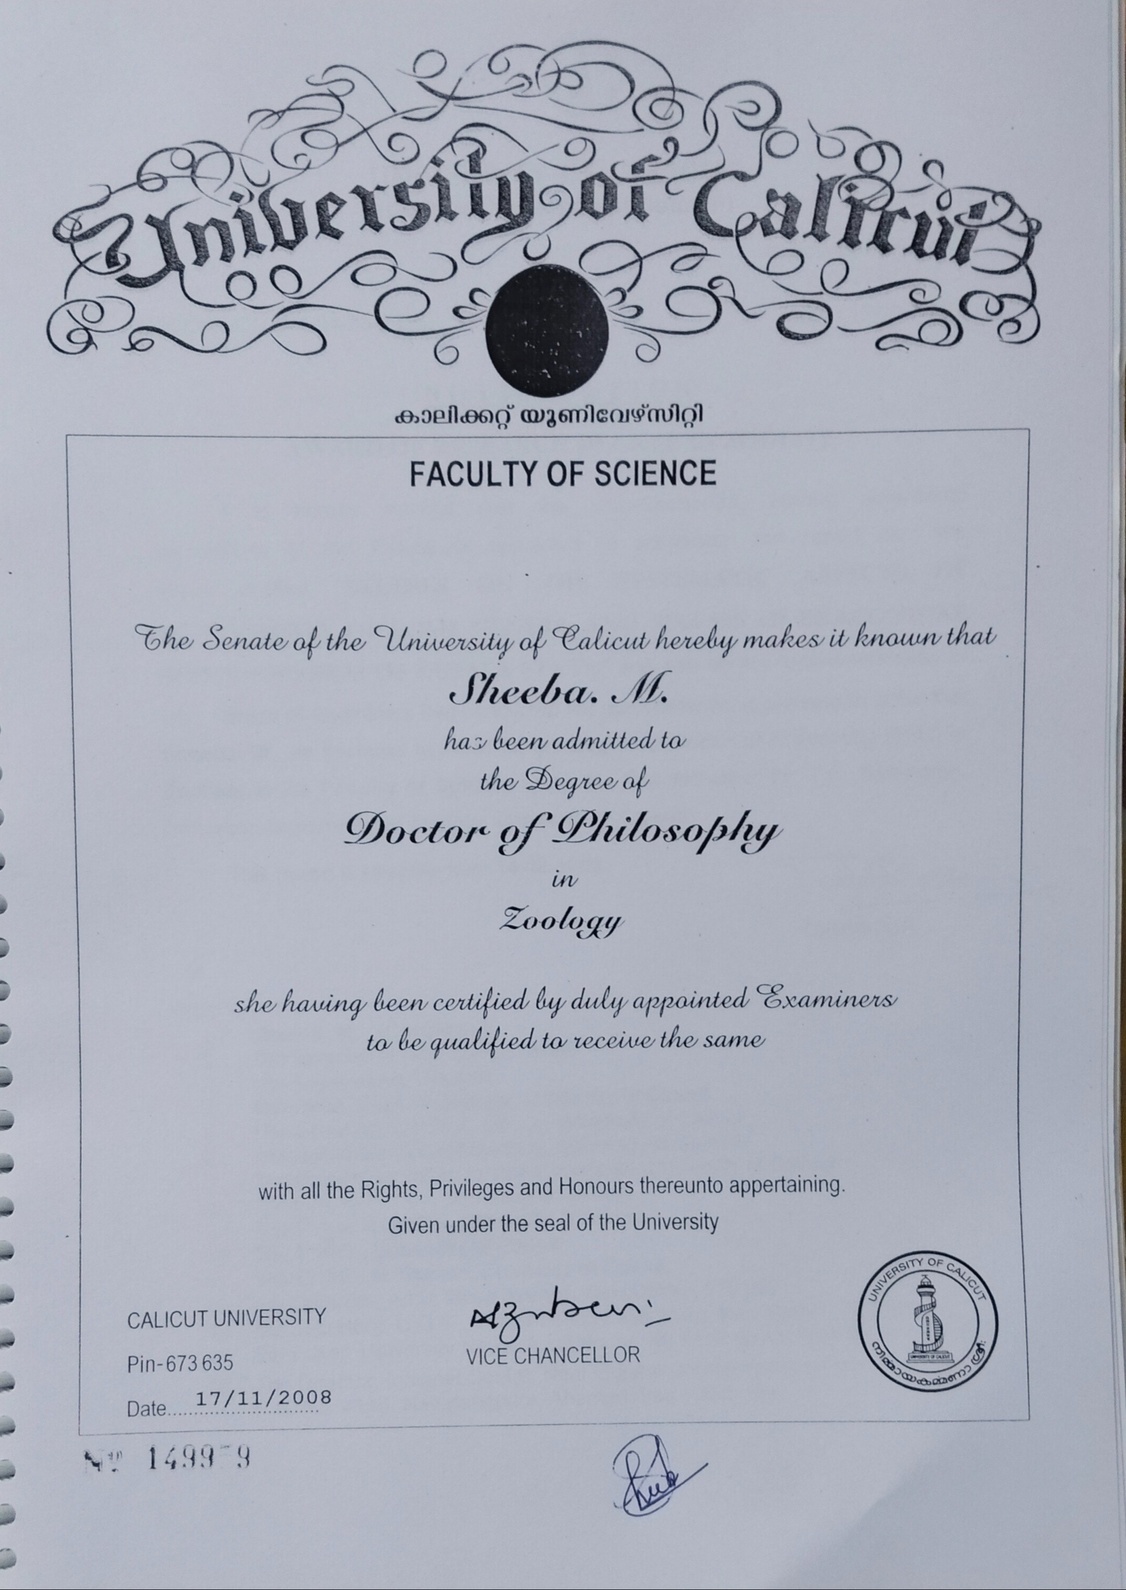 University of Calicut
കാലിക്കറ്റ് യൂണിവേഴ്സിറ്റി
FACULTY OF SCIENCE
The Senate of the University of Calicut hereby makes it known that
Sheeba. M.
has been admitted to
the Degree of
Doctor of Philosophy
in
Zoology
she having been certified by duly appointed Examiners
to be qualified to receive the same
with all the Rights, Privileges and Honours thereunto appertaining.
Given under the seal of the University
CALICUT UNIVERSITY
Pin-673 635
Date.....17/11/2008
VICE CHANCELLOR
UNIVERSITY OF CALICUT
UNIVERSITY OF CALICUT
Nº